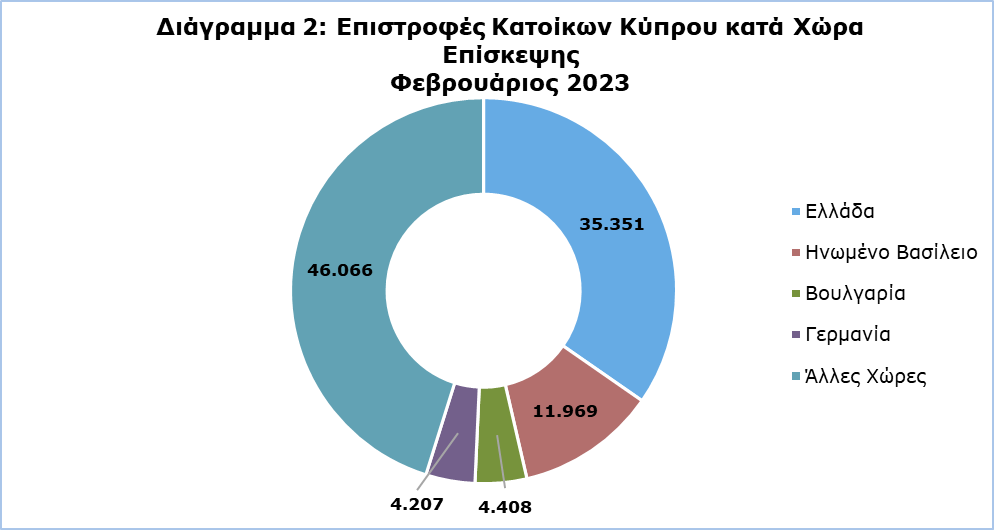 Διάγραμμα 2: Επιστροφές Κατοίκων Κύπρου κατά Χώρα
Επίσκεψης
Φεβρουάριος 2023
35.351
46.066
11.969
4.207
4.408
Ελλάδα
Ηνωμένο Βασίλειο
Βουλγαρία
Γερμανία
Άλλες Χώρες